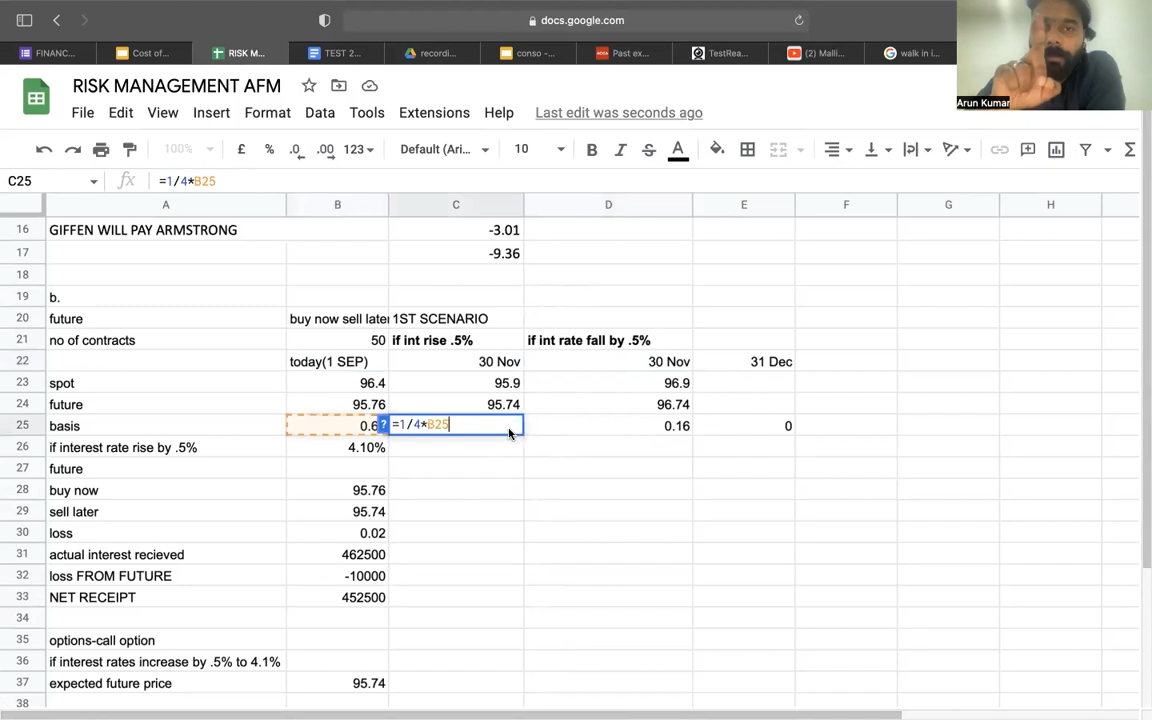 docs.google.com
FINANC...
Cost of...
RISK M...
TEST 2...
recordi...
conso -...
ACCA
Past ex...
TestRea...
(2) Malli...
walk in i...
RISK MANAGEMENT AFM
File Edit View Insert Format Data Tools Extensions Help Last edit was seconds ago
100% £ % .0 .00 123 Default (Ari... 10 B I S A
Arun Kumar
C25 fx =1/4*B25
A B C D E F G H
16 GIFFEN WILL PAY ARMSTRONG -3.01
17 -9.36
18
19 b.
20 future buy now sell later 1ST SCENARIO
21 no of contracts 50 if int rise .5% if int rate fall by .5%
22 today(1 SEP) 30 Nov 30 Nov 31 Dec
23 spot 96.4 95.9 96.9
24 future 95.76 95.74 96.74
25 basis 0.6 ? =1/4*B25 0.16 0
26 if interest rate rise by .5% 4.10%
27 future
28 buy now 95.76
29 sell later 95.74
30 loss 0.02
31 actual interest recieved 462500
32 loss FROM FUTURE -10000
33 NET RECEIPT 452500
34
35 options-call option
36 if interest rates increase by .5% to 4.1%
37 expected future price 95.74
38